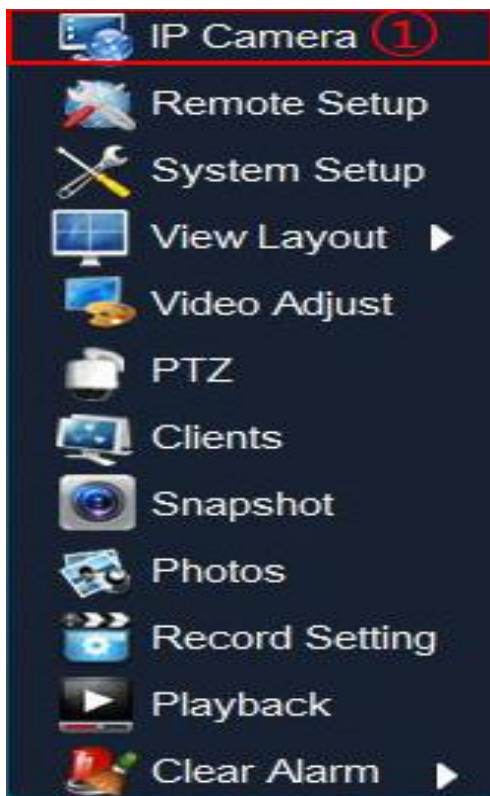 IP Camera ①
Remote Setup
System Setup
View Layout
Video Adjust
PTZ
Clients
Snapshot
Photos
Record Setting
Playback
Clear Alarm